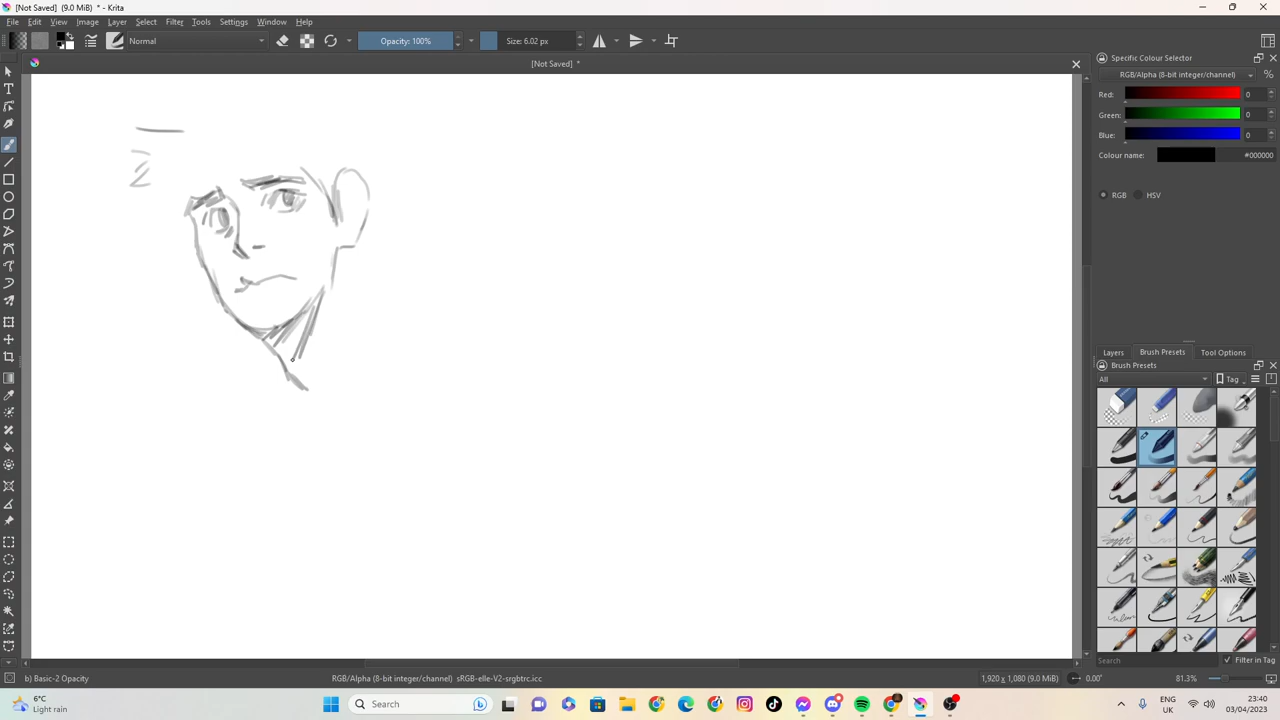 [Not Saved] (9.0 MiB) * - Krita
File Edit View Image Layer Select Filter Tools Settings Window Help
Normal Opacity: 100% Size: 6.02 px
[Not Saved] *
Specific Colour Selector
RGB/Alpha (8-bit integer/channel) %
Red: 0
Green: 0
Blue: 0
Colour name: #000000
RGB HSV
Layers Brush Presets Tool Options
Brush Presets
All Tag
Search Filter in Tag
b) Basic-2 Opacity RGB/Alpha (8-bit integer/channel) sRGB-elle-V2-srgbtrc.icc 1,920 x 1,080 (9.0 MiB) 0.00° 81.3%
6°C
Light rain
Search
ENG
UK
23:40
03/04/2023